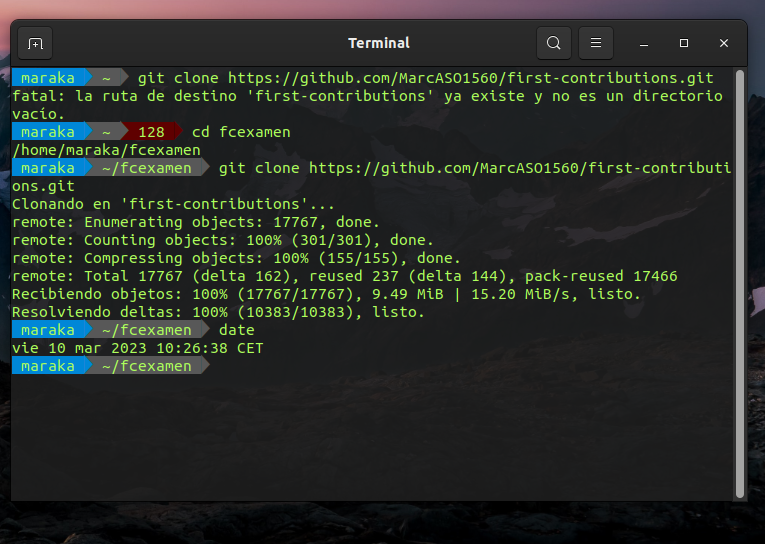 Terminal
maraka ~ git clone https://github.com/MarcASO1560/first-contributions.git
fatal: la ruta de destino 'first-contributions' ya existe y no es un directorio
vacío.
maraka ~ 128 cd fcexamen
/home/maraka/fcexamen
maraka ~/fcexamen git clone https://github.com/MarcASO1560/first-contributi
ons.git
Clonando en 'first-contributions'...
remote: Enumerating objects: 17767, done.
remote: Counting objects: 100% (301/301), done.
remote: Compressing objects: 100% (155/155), done.
remote: Total 17767 (delta 162), reused 237 (delta 144), pack-reused 17466
Recibiendo objetos: 100% (17767/17767), 9.49 MiB | 15.20 MiB/s, listo.
Resolviendo deltas: 100% (10383/10383), listo.
maraka ~/fcexamen date
vie 10 mar 2023 10:26:38 CET
maraka ~/fcexamen